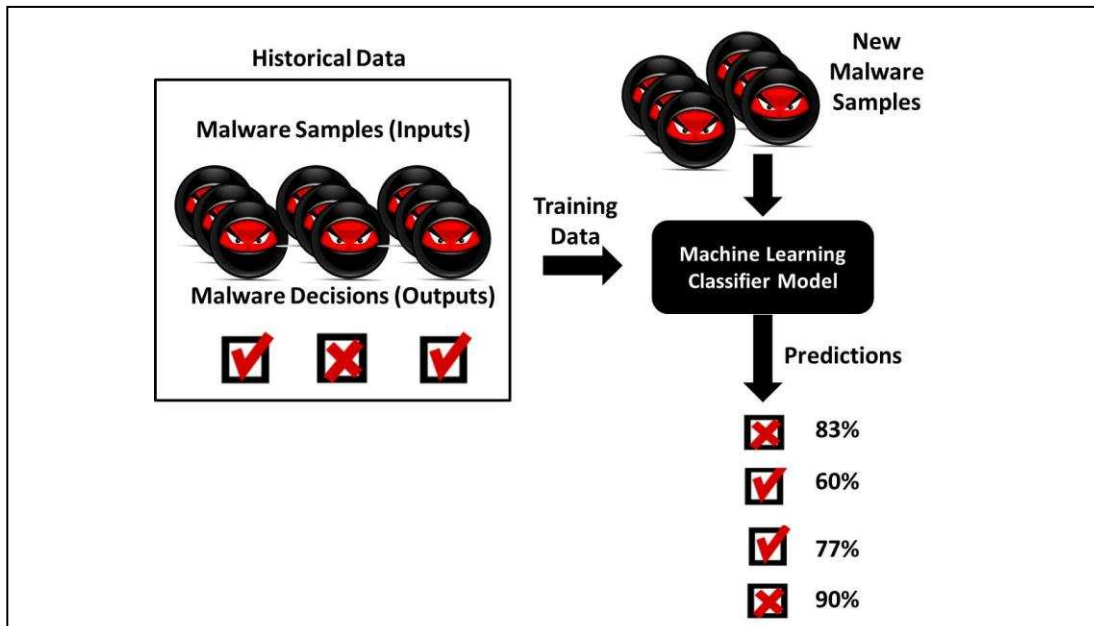 Historical Data
Malware Samples (Inputs)
Malware Decisions (Outputs)
Training
Data
New
Malware
Samples
Machine Learning
Classifier Model
Predictions
83%
60%
77%
90%